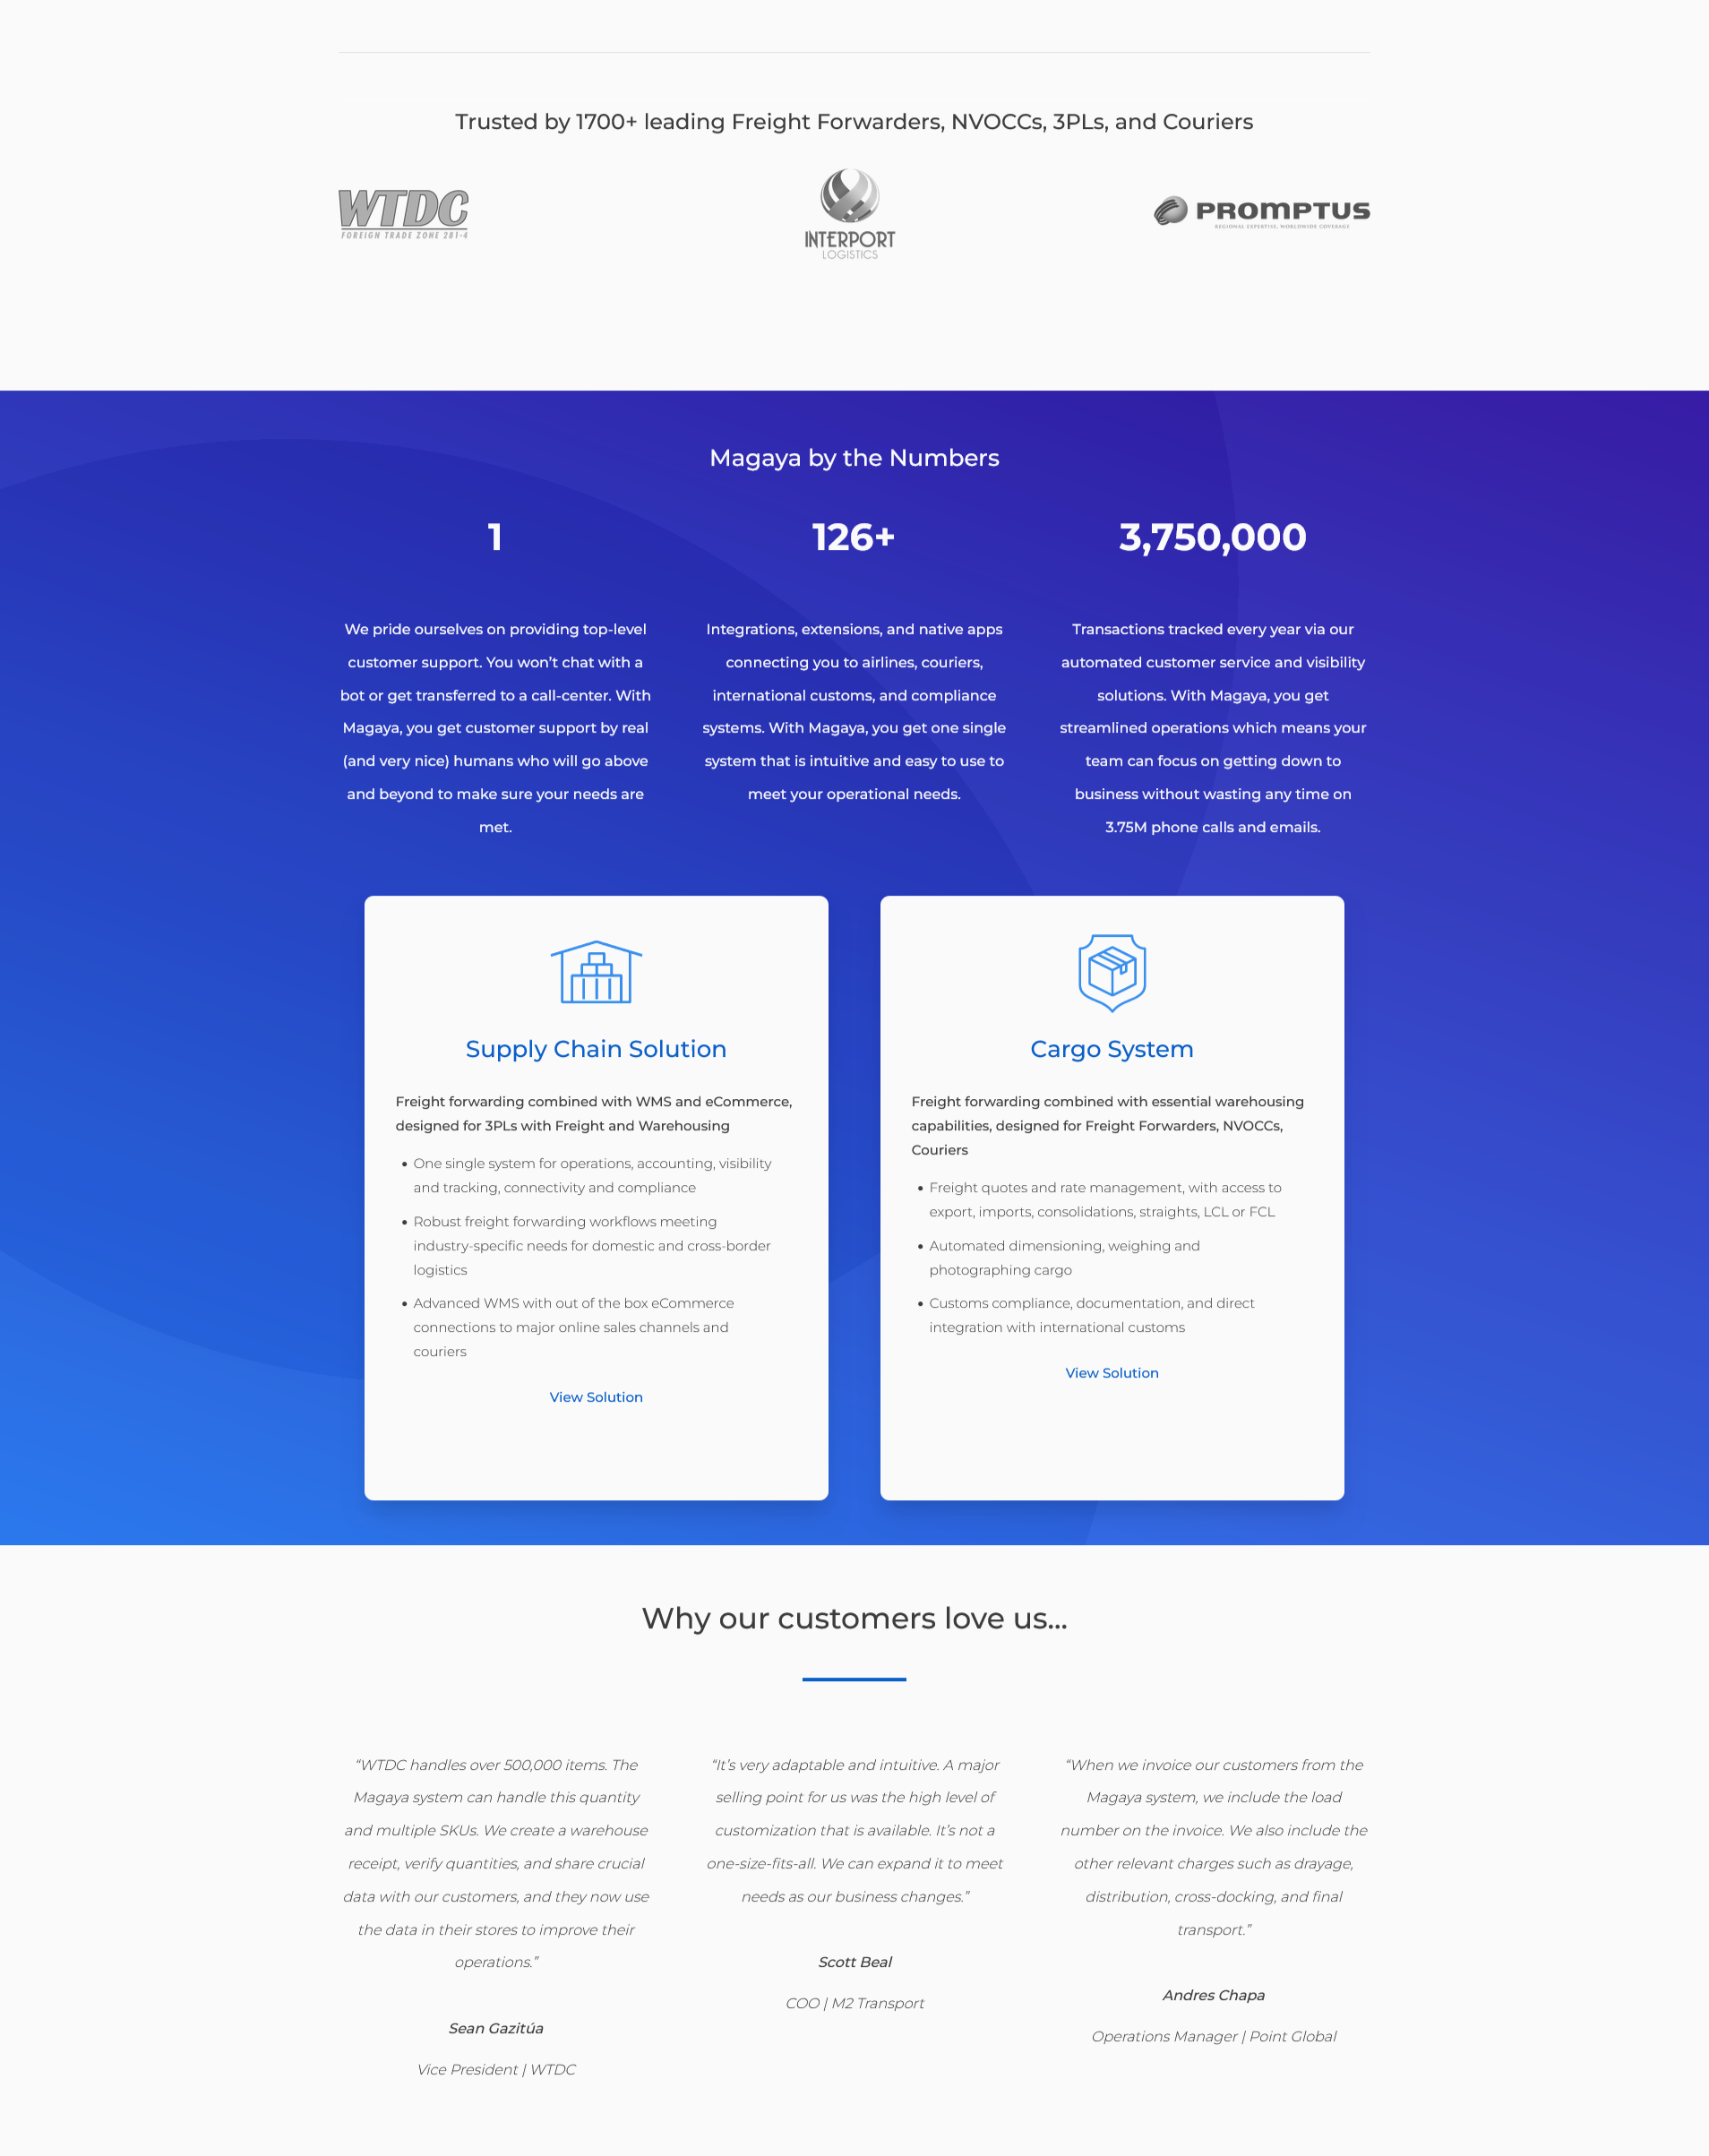 Trusted by 1700+ leading Freight Forwarders, NVOCCs, 3PLs, and Couriers
WTDC
FOREIGN TRADE ZONE 281-4
INTERPORT
LOGISTICS
PROMPTUS
REGIONAL EXPERTISE, WORLDWIDE COVERAGE
Magaya by the Numbers
1
We pride ourselves on providing top-level
customer support. You won’t chat with a
bot or get transferred to a call-center. With
Magaya, you get customer support by real
(and very nice) humans who will go above
and beyond to make sure your needs are
met.
126+
Integrations, extensions, and native apps
connecting you to airlines, couriers,
international customs, and compliance
systems. With Magaya, you get one single
system that is intuitive and easy to use to
meet your operational needs.
3,750,000
Transactions tracked every year via our
automated customer service and visibility
solutions. With Magaya, you get
streamlined operations which means your
team can focus on getting down to
business without wasting any time on
3.75M phone calls and emails.
Supply Chain Solution
Freight forwarding combined with WMS and eCommerce,
designed for 3PLs with Freight and Warehousing
• One single system for operations, accounting, visibility
and tracking, connectivity and compliance
• Robust freight forwarding workflows meeting
industry-specific needs for domestic and cross-border
logistics
• Advanced WMS with out of the box eCommerce
connections to major online sales channels and
couriers
View Solution
Cargo System
Freight forwarding combined with essential warehousing
capabilities, designed for Freight Forwarders, NVOCCs,
Couriers
• Freight quotes and rate management, with access to
export, imports, consolidations, straights, LCL or FCL
• Automated dimensioning, weighing and
photographing cargo
• Customs compliance, documentation, and direct
integration with international customs
View Solution
Why our customers love us...
“WTDC handles over 500,000 items. The
Magaya system can handle this quantity
and multiple SKUs. We create a warehouse
receipt, verify quantities, and share crucial
data with our customers, and they now use
the data in their stores to improve their
operations.”
Sean Gazitúa
Vice President | WTDC
“It’s very adaptable and intuitive. A major
selling point for us was the high level of
customization that is available. It’s not a
one-size-fits-all. We can expand it to meet
needs as our business changes.”
Scott Beal
COO | M2 Transport
“When we invoice our customers from the
Magaya system, we include the load
number on the invoice. We also include the
other relevant charges such as drayage,
distribution, cross-docking, and final
transport.”
Andres Chapa
Operations Manager | Point Global